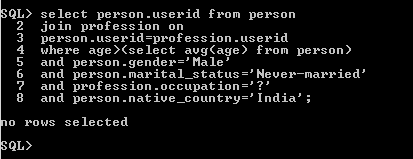 SQL> select person.userid from person
2 join profession on
3 person.userid=profession.userid
4 where age>(select avg(age) from person)
5 and person.gender='Male'
6 and person.marital_status='Never-married'
7 and profession.occupation='?'
8 and person.native_country='India';
no rows selected
SQL>